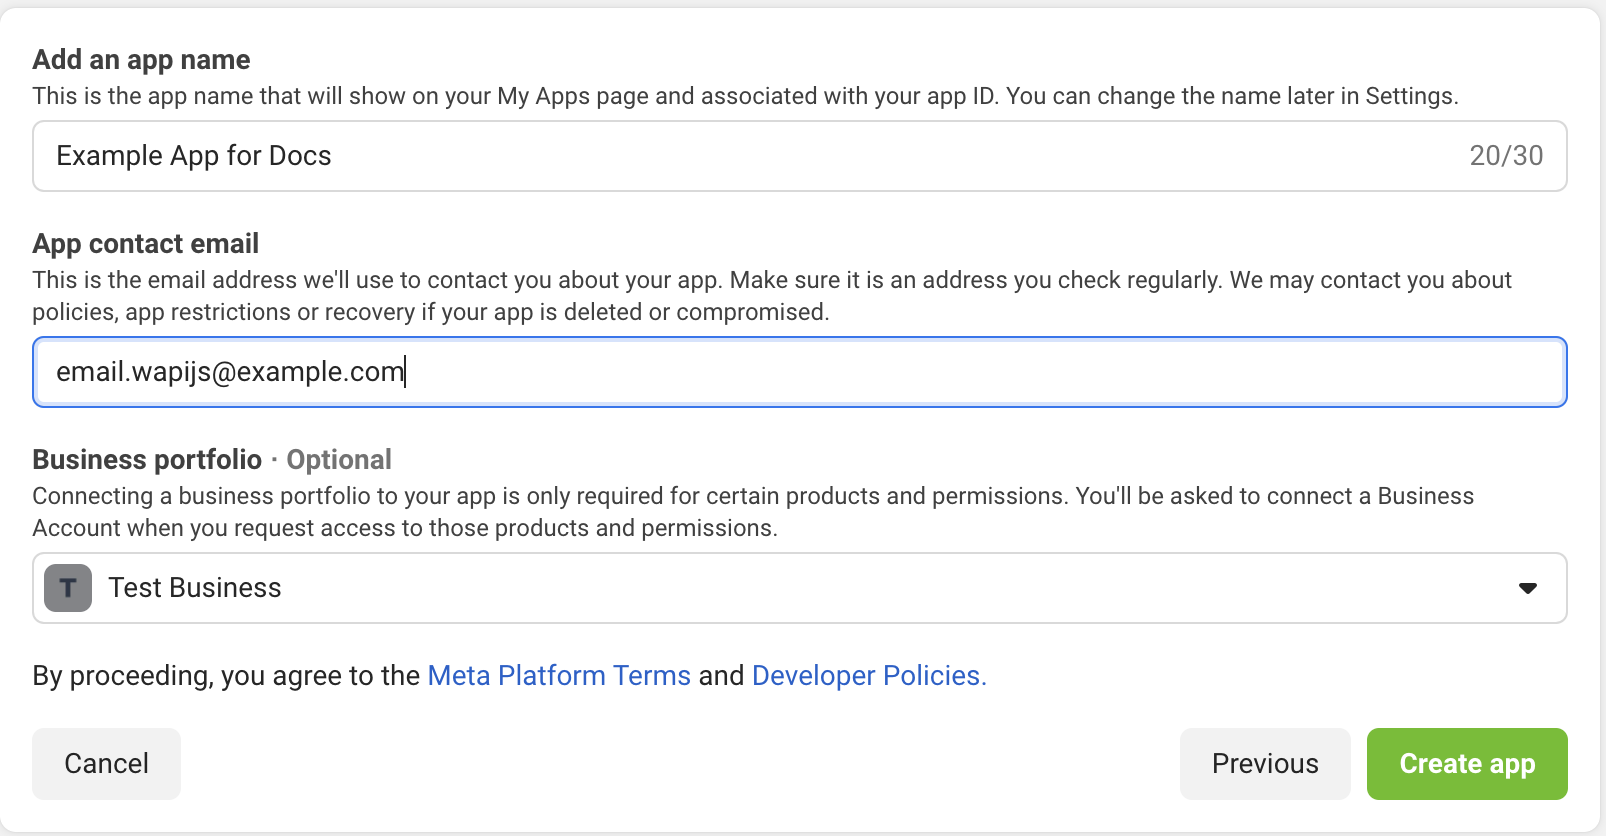 Add an app name
This is the app name that will show on your My Apps page and associated with your app ID. You can change the name later in Settings.
Example App for Docs 20/30
App contact email
This is the email address we'll use to contact you about your app. Make sure it is an address you check regularly. We may contact you about
policies, app restrictions or recovery if your app is deleted or compromised.
email.wapijs@example.com
Business portfolio · Optional
Connecting a business portfolio to your app is only required for certain products and permissions. You'll be asked to connect a Business
Account when you request access to those products and permissions.
T Test Business
By proceeding, you agree to the Meta Platform Terms and Developer Policies.
Cancel Previous Create app